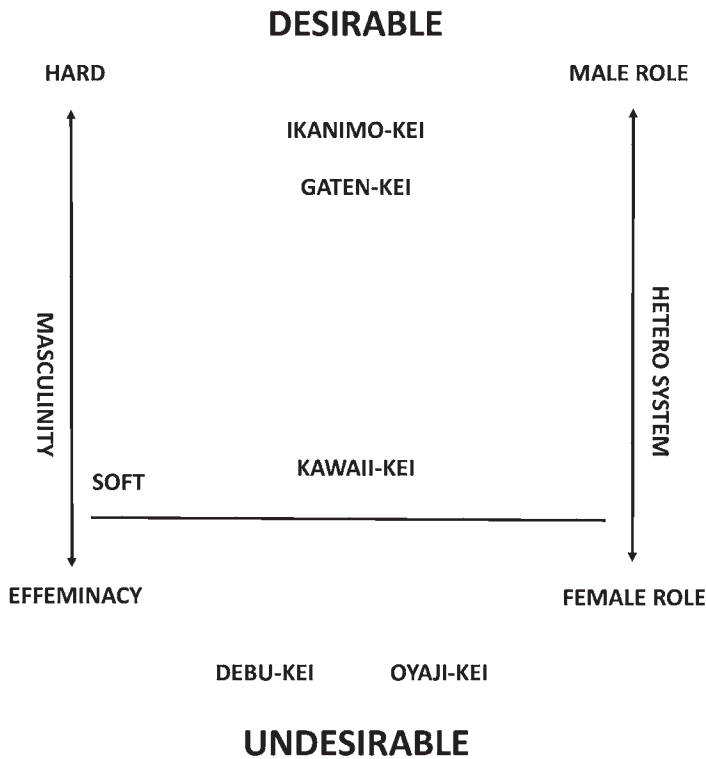 DESIRABLE
HARD
MALE ROLE
IKANIMO-KEI
GATEN-KEI
MASCULINITY
HETERO SYSTEM
KAWAII-KEI
SOFT
EFFEMINACY
FEMALE ROLE
DEBU-KEI
OYAJI-KEI
UNDESIRABLE